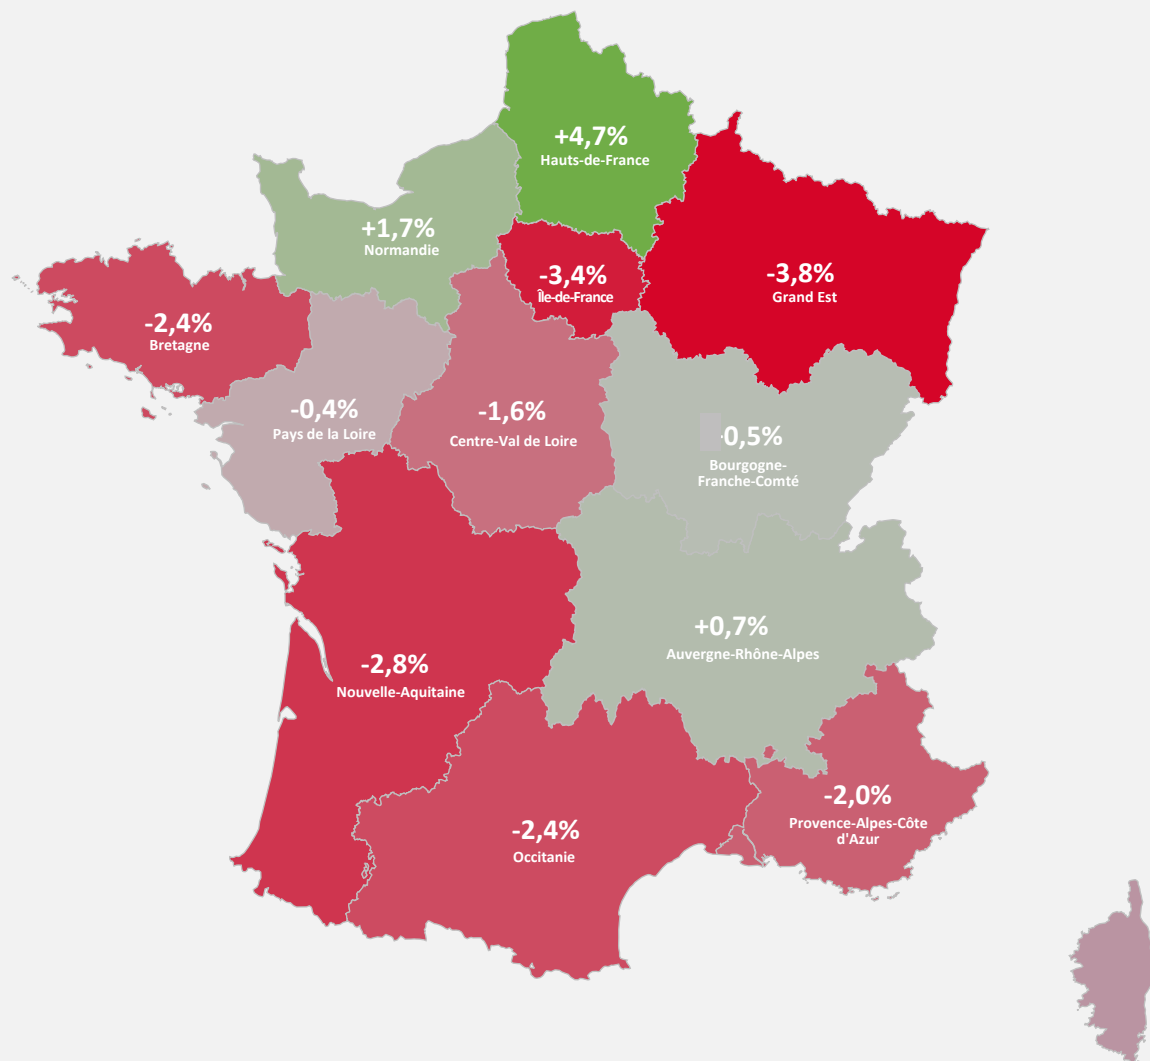 +4,7%
Hauts-de-France
+1,7%
Normandie
-3,4%
Île-de-France
-3,8%
Grand Est
-2,4%
Bretagne
-0,4%
Pays de la Loire
-1,6%
Centre-Val de Loire
-0,5%
Bourgogne-
Franche-Comté
+0,7%
Auvergne-Rhône-Alpes
-2,8%
Nouvelle-Aquitaine
-2,0%
Provence-Alpes-Côte
d'Azur
-2,4%
Occitanie